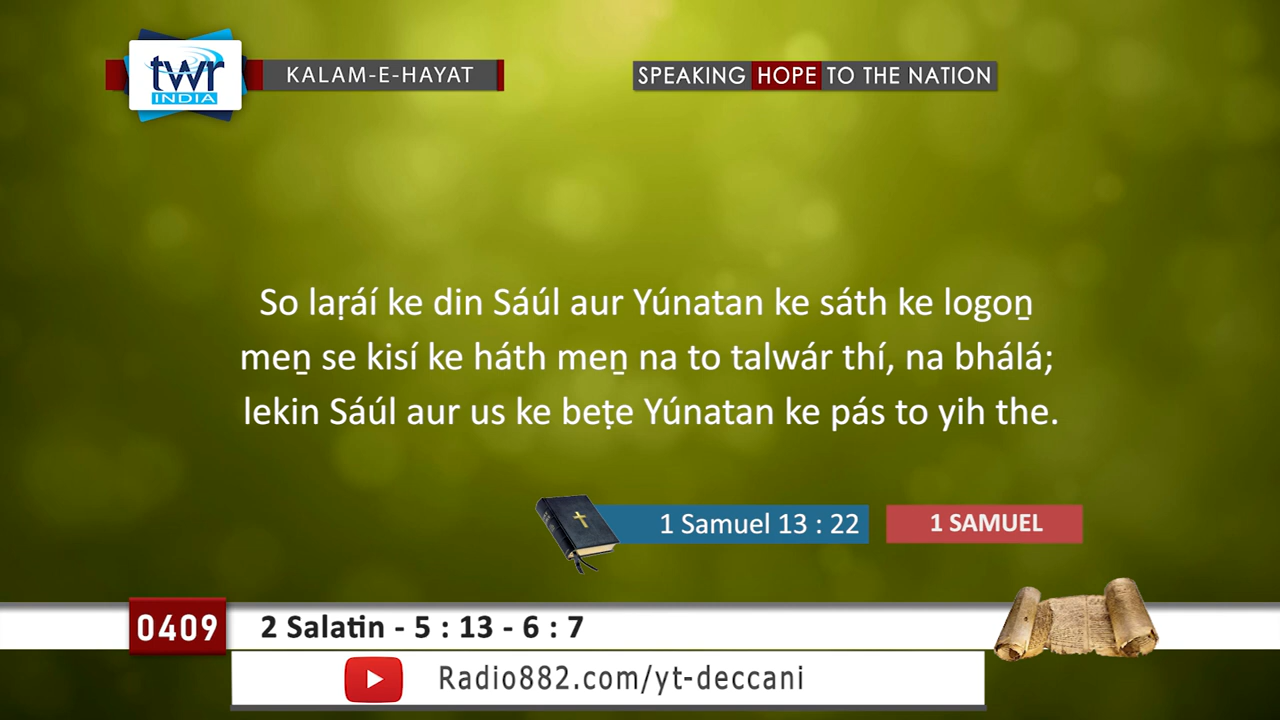 twr
INDIA
KALAM-E-HAYAT
SPEAKING HOPE TO THE NATION
So laṛáí ke din Sáúl aur Yúnatan ke sáth ke logoṉ
meṉ se kisí ke háth meṉ na to talwár thí, na bhálá;
lekin Sáúl aur us ke beṭe Yúnatan ke pás to yih the.
1 Samuel 13 : 22
1 SAMUEL
0409
2 Salatin - 5 : 13 - 6 : 7
Radio882.com/yt-deccani